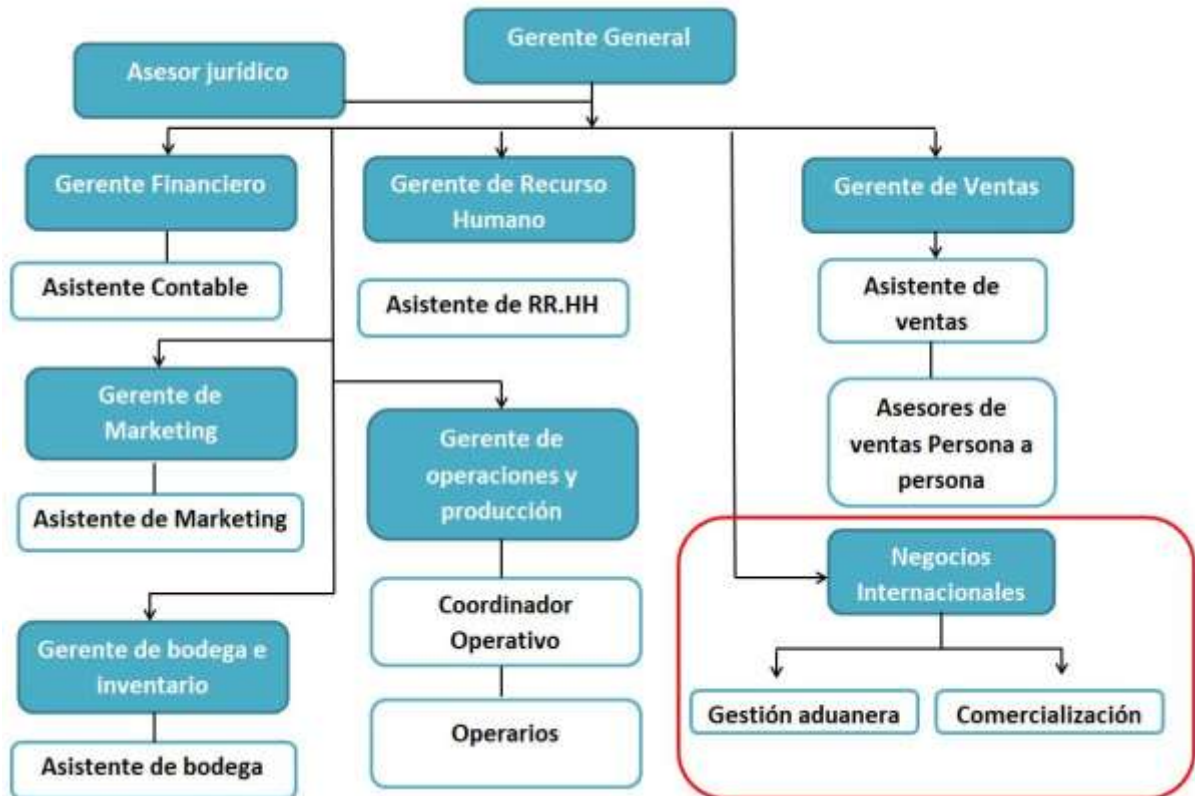 Gerente General
Asesor jurídico
Gerente Financiero
Gerente de Recurso
Humano
Gerente de Ventas
Asistente Contable
Asistente de RR.HH
Asistente de
ventas
Gerente de
Marketing
Asesores de
ventas Persona a
persona
Gerente de
operaciones y
producción
Asistente de Marketing
Negocios
Internacionales
Coordinador
Operativo
Gerente de bodega e
inventario
Gestión aduanera
Comercialización
Operarios
Asistente de bodega